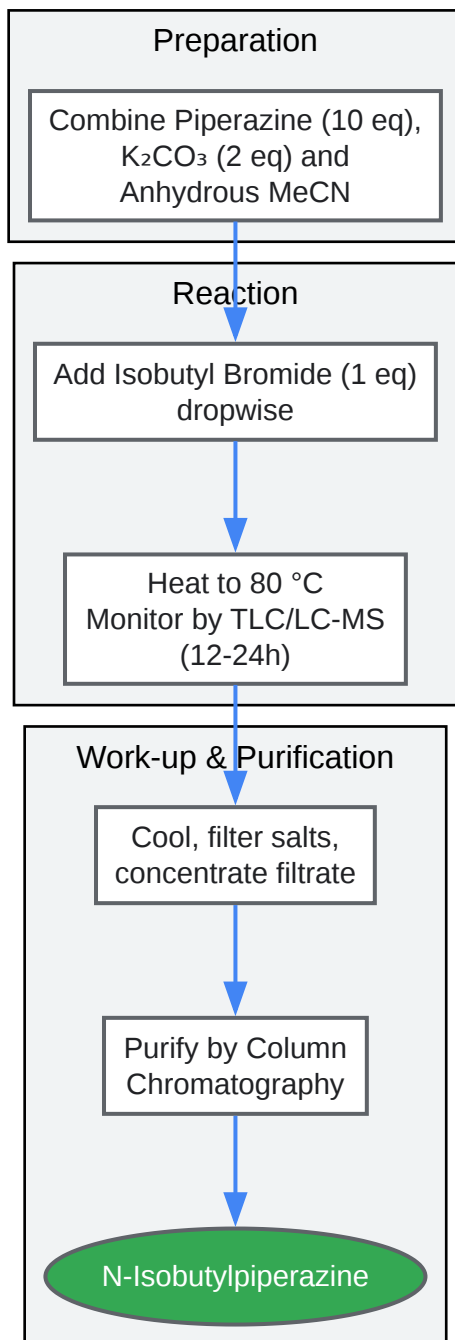 Preparation
Combine Piperazine (10 eq),
K₂CO₃ (2 eq) and
Anhydrous MeCN
Reaction
Add Isobutyl Bromide (1 eq)
dropwise
Heat to 80 °C
Monitor by TLC/LC-MS
(12-24h)
Work-up & Purification
Cool, filter salts,
concentrate filtrate
Purify by Column
Chromatography
N-Isobutylpiperazine